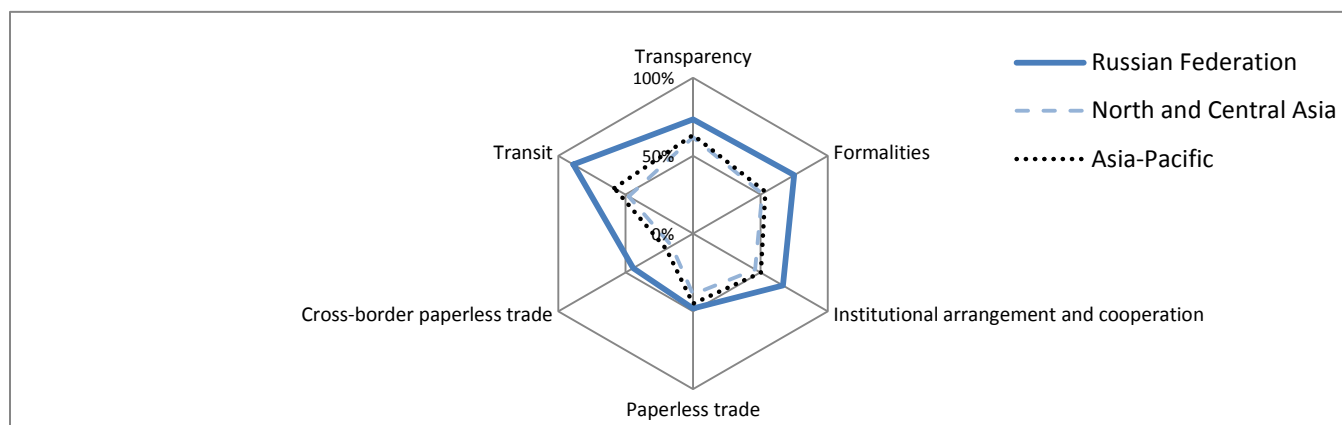 Transparency
100%
Russian Federation
North and Central Asia
Transit
50%
Formalities
Asia-Pacific
0%
Cross-border paperless trade
Institutional arrangement and cooperation
Paperless trade